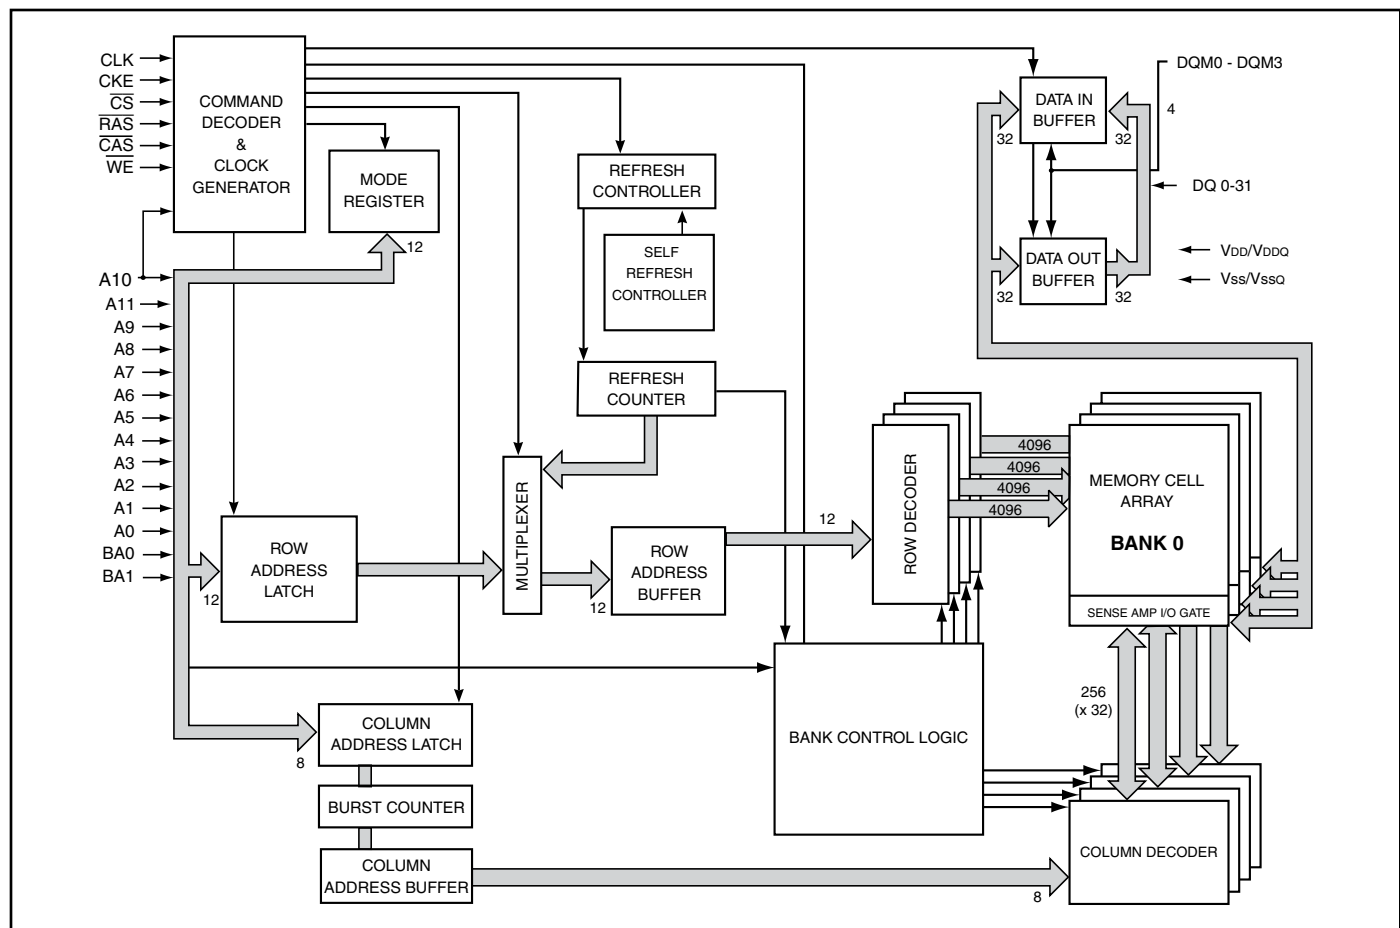 CLK
CKE
CS
RAS
CAS
WE
A10
A11
A9
A8
A7
A6
A5
A4
A3
A2
A1
A0
BA0
BA1
COMMAND
DECODER
&
CLOCK
GENERATOR
MODE
REGISTER
12
REFRESH
CONTROLLER
SELF
REFRESH
CONTROLLER
REFRESH
COUNTER
DATA IN
BUFFER
32
32
DQM0 - DQM3
4
DQ 0-31
DATA OUT
BUFFER
32
32
VDD/VDDQ
Vss/VssQ
12
ROW
ADDRESS
LATCH
MULTIPLEXER
12
ROW
ADDRESS
BUFFER
12
ROW DECODER
4096
4096
4096
4096
MEMORY CELL
ARRAY
BANK 0
SENSE AMP I/O GATE
256
(x 32)
BANK CONTROL LOGIC
8
COLUMN
ADDRESS LATCH
BURST COUNTER
COLUMN
ADDRESS BUFFER
8
COLUMN DECODER